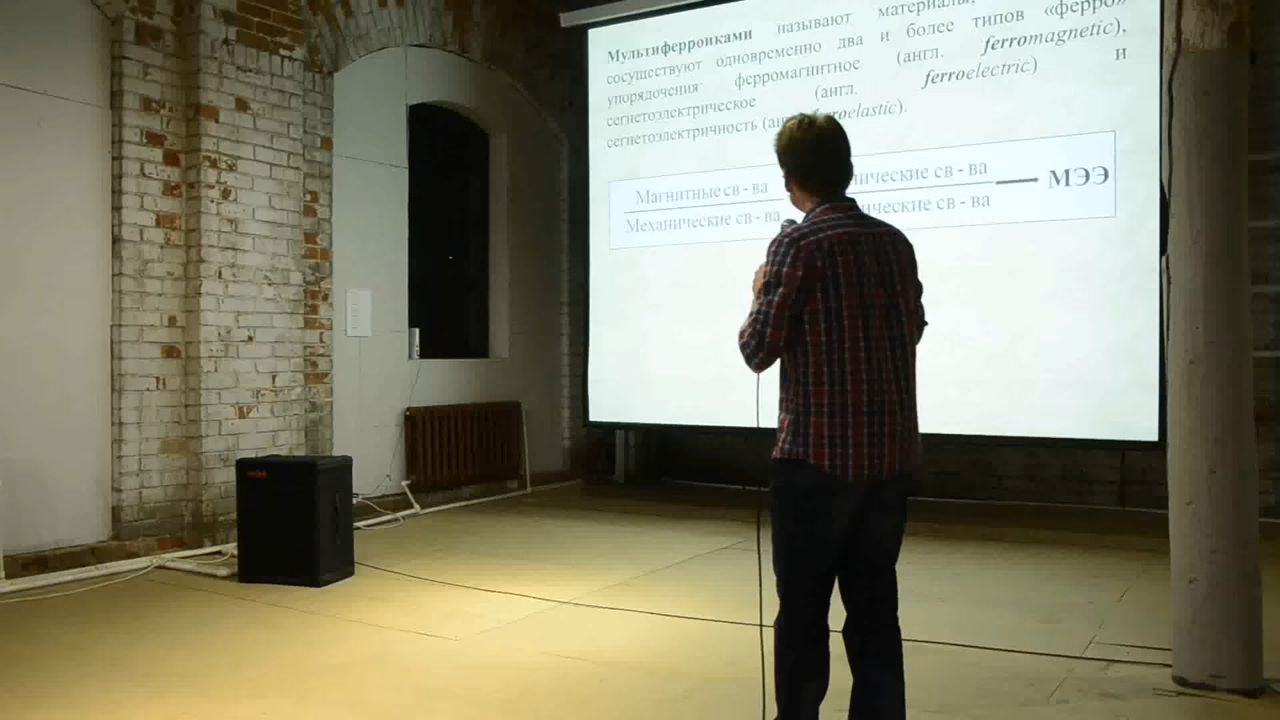 Мультиферроиками называют материалы,
сосуществуют одновременно два и более типов «ферро»
упорядочения: ферромагнитное (англ. ferromagnetic),
сегнетоэлектрическое (англ. ferroelectric) и
сегнетоэлектричность roelastic).
Магнитные св - ва ические св - ва
Механические св - ва ические св - ва
МЭЭ